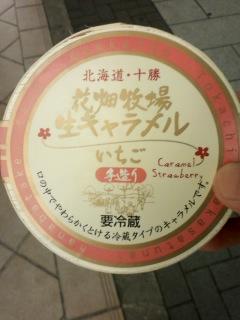 北海道・十勝
花畑牧場
生キャラメル
いちご
Caramel
Strawberry
手造り
要冷蔵
口の中でやわらかくとける冷蔵タイプのキャラメルです。